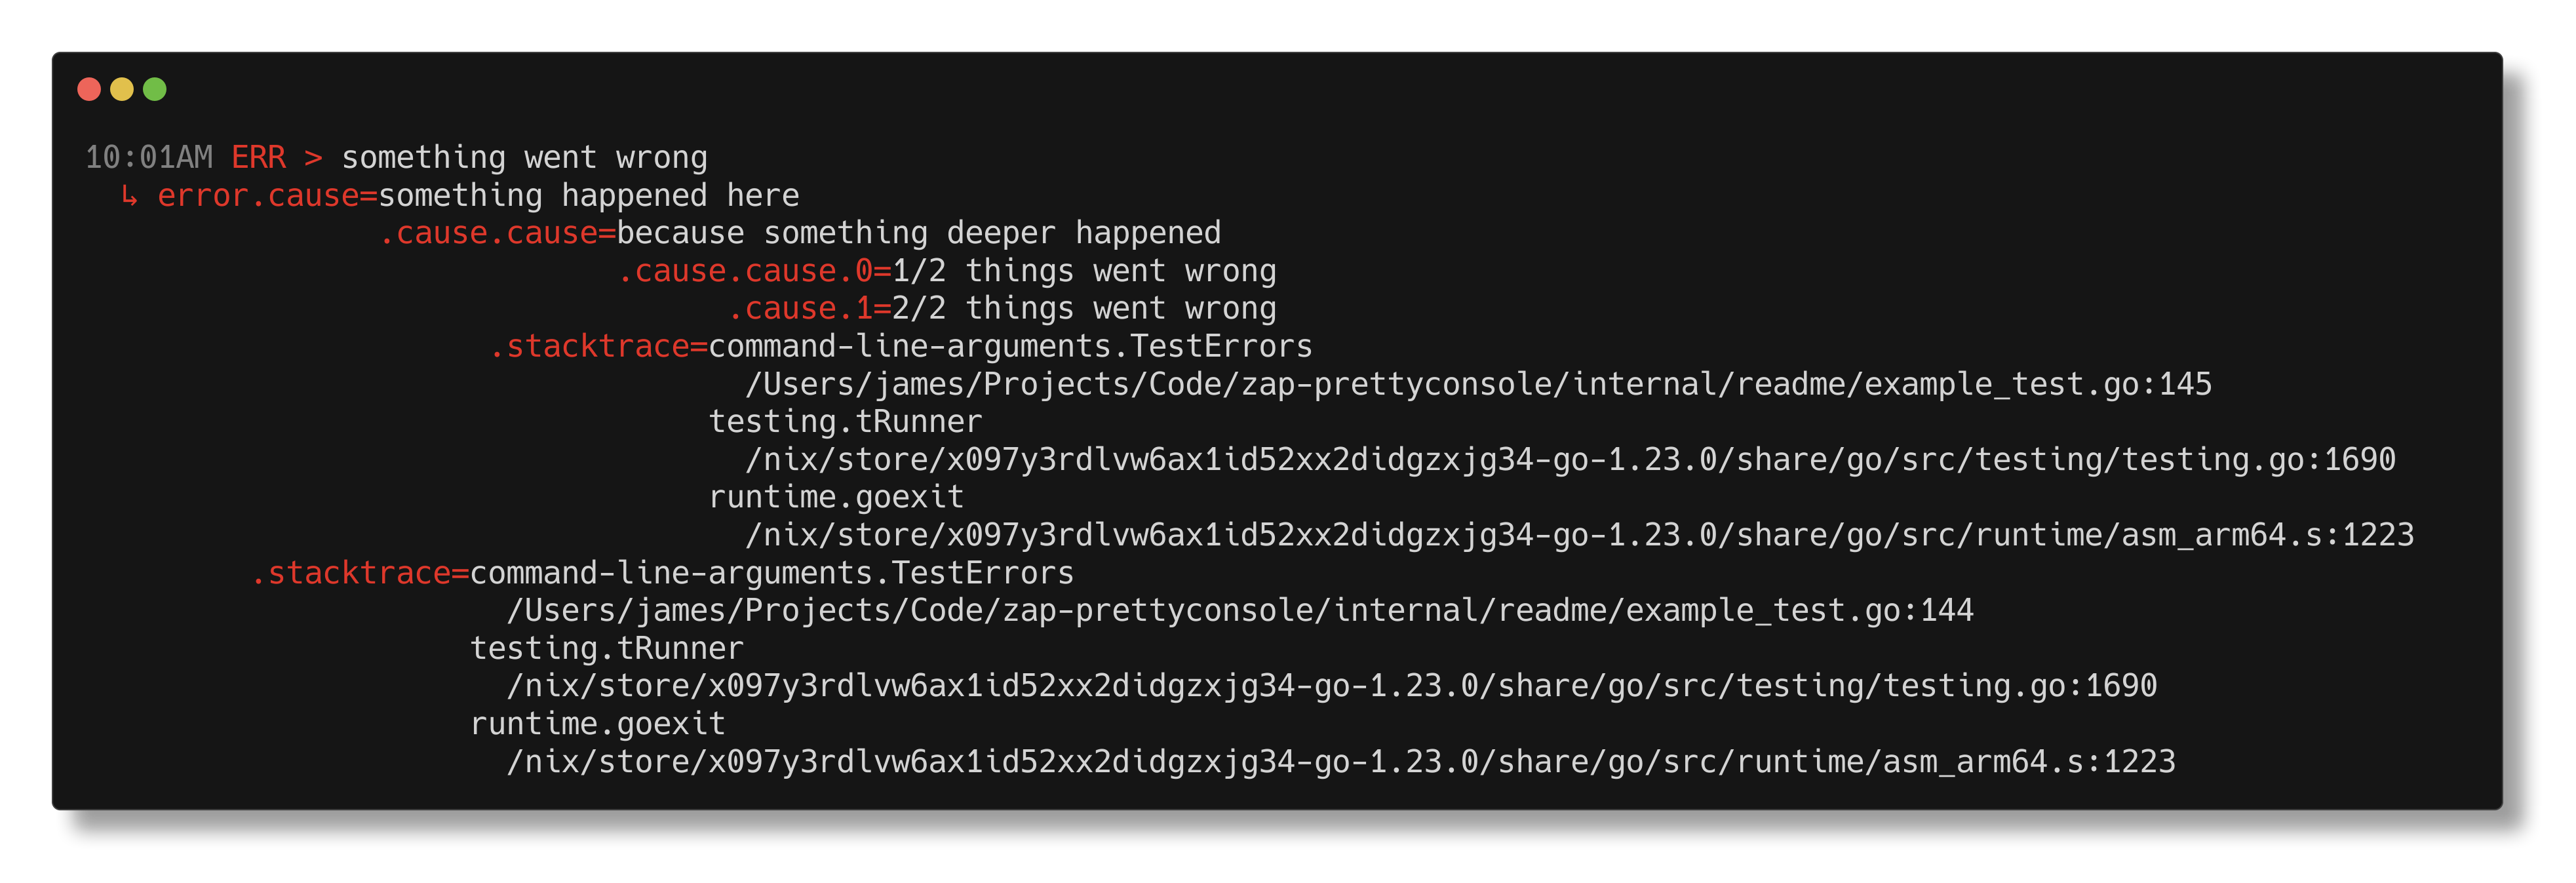 10:01AM ERR > something went wrong
↳ error.cause=something happened here
.cause.cause=because something deeper happened
.cause.cause.0=1/2 things went wrong
.cause.1=2/2 things went wrong
.stacktrace=command-line-arguments.TestErrors
/Users/james/Projects/Code/zap-prettyconsole/internal/readme/example_test.go:145
testing.tRunner
/nix/store/x097y3rdlvw6ax1id52xx2didgzxjg34-go-1.23.0/share/go/src/testing/testing.go:1690
runtime.goexit
/nix/store/x097y3rdlvw6ax1id52xx2didgzxjg34-go-1.23.0/share/go/src/runtime/asm_arm64.s:1223
.stacktrace=command-line-arguments.TestErrors
/Users/james/Projects/Code/zap-prettyconsole/internal/readme/example_test.go:144
testing.tRunner
/nix/store/x097y3rdlvw6ax1id52xx2didgzxjg34-go-1.23.0/share/go/src/testing/testing.go:1690
runtime.goexit
/nix/store/x097y3rdlvw6ax1id52xx2didgzxjg34-go-1.23.0/share/go/src/runtime/asm_arm64.s:1223